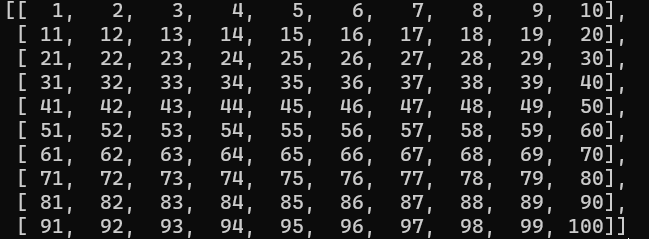 [[  1,   2,   3,   4,   5,   6,   7,   8,   9,  10],
 [ 11,  12,  13,  14,  15,  16,  17,  18,  19,  20],
 [ 21,  22,  23,  24,  25,  26,  27,  28,  29,  30],
 [ 31,  32,  33,  34,  35,  36,  37,  38,  39,  40],
 [ 41,  42,  43,  44,  45,  46,  47,  48,  49,  50],
 [ 51,  52,  53,  54,  55,  56,  57,  58,  59,  60],
 [ 61,  62,  63,  64,  65,  66,  67,  68,  69,  70],
 [ 71,  72,  73,  74,  75,  76,  77,  78,  79,  80],
 [ 81,  82,  83,  84,  85,  86,  87,  88,  89,  90],
 [ 91,  92,  93,  94,  95,  96,  97,  98,  99, 100]]